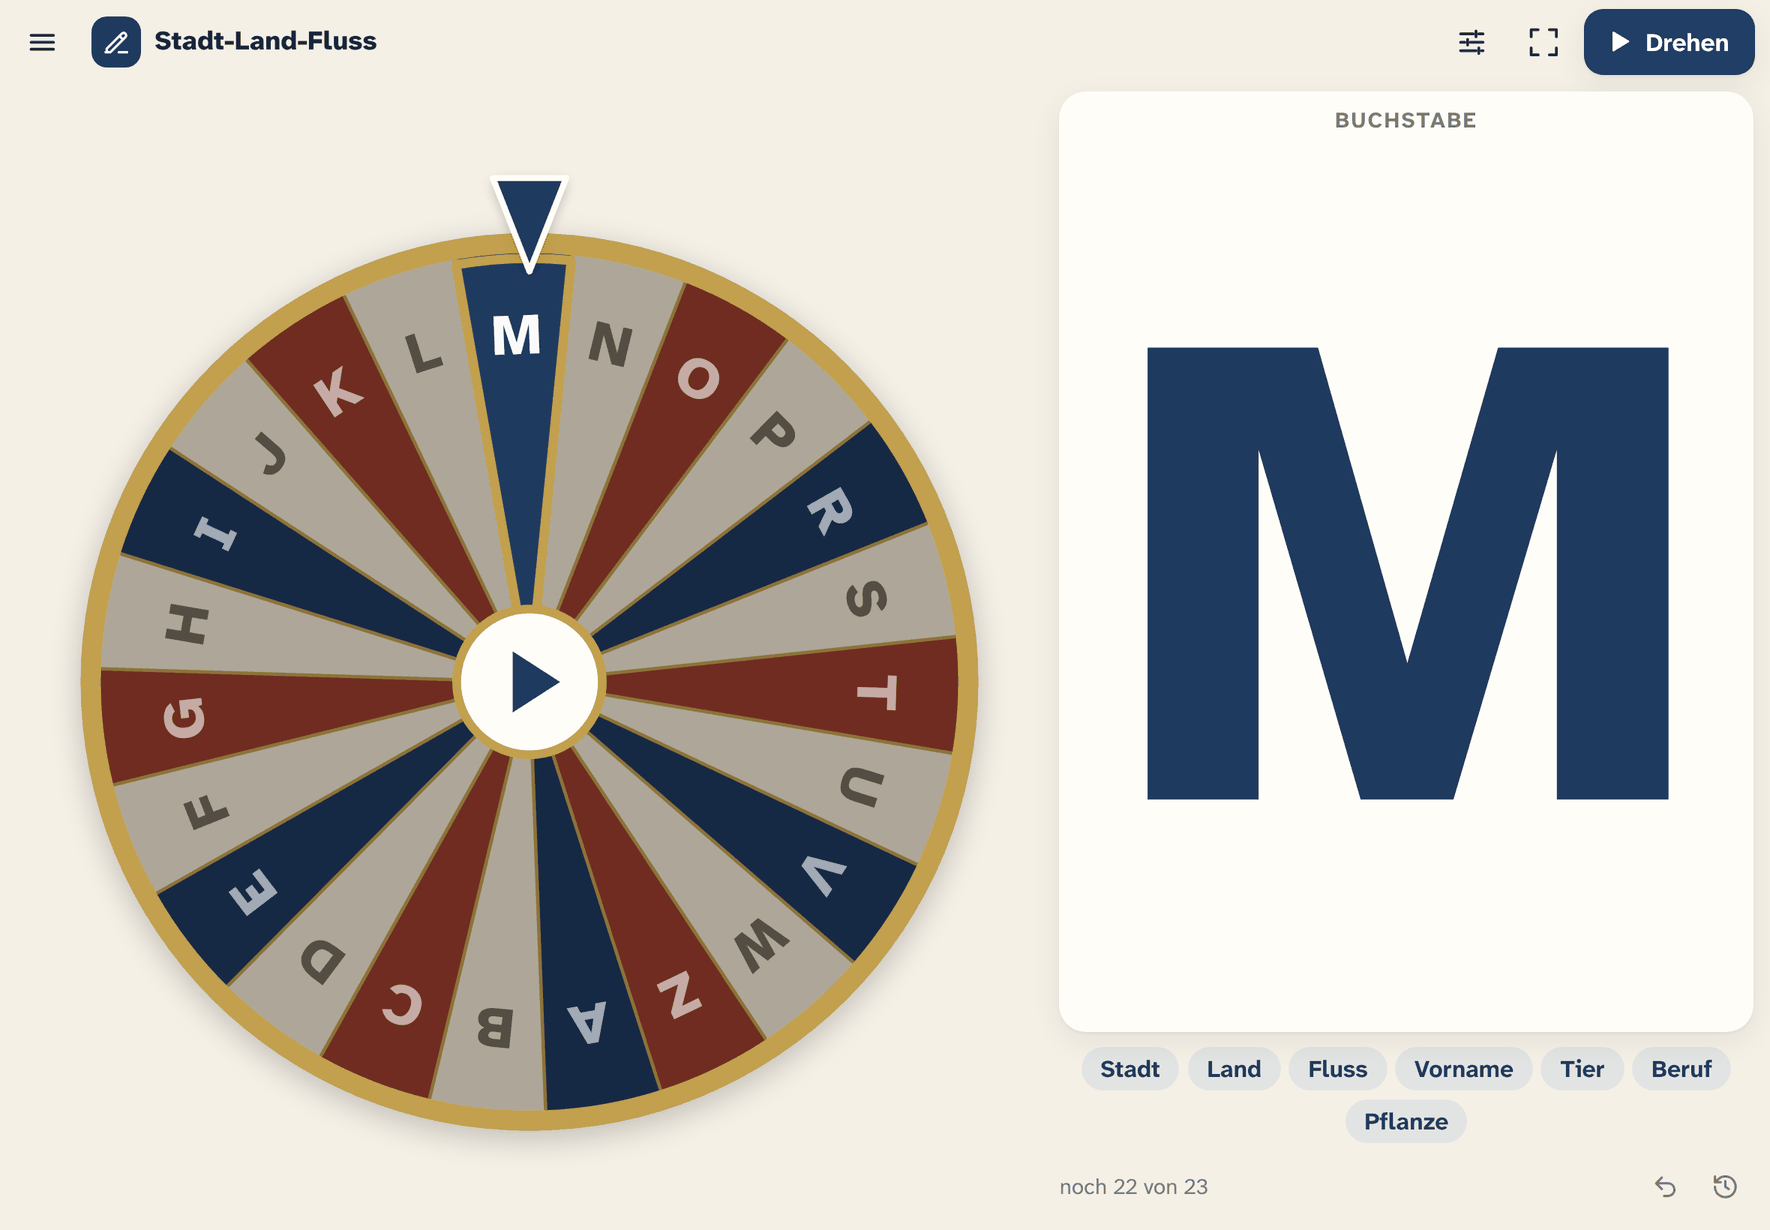 Stadt-Land-Fluss
Drehen
BUCHSTABE
M
A
B
C
D
E
F
G
H
I
J
K
L
M
N
O
P
R
S
T
U
V
W
Z
Stadt Land Fluss Vorname Tier Beruf
Pflanze
noch 22 von 23